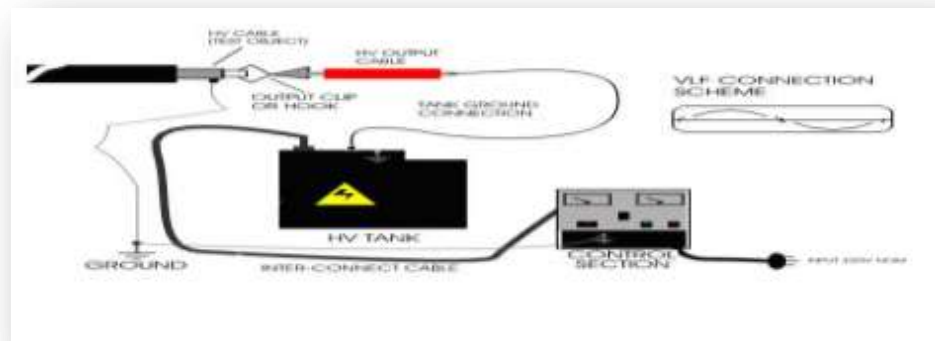 HV CABLE
(TEST OBJECT)
HV OUTPUT
CABLE
OUTPUT CLIP
OR HOOK
TANK GROUND
CONNECTION
VLF CONNECTION
SCHEME
HV TANK
GROUND
INTER-CONNECT CABLE
CONTROL
SECTION
INPUT